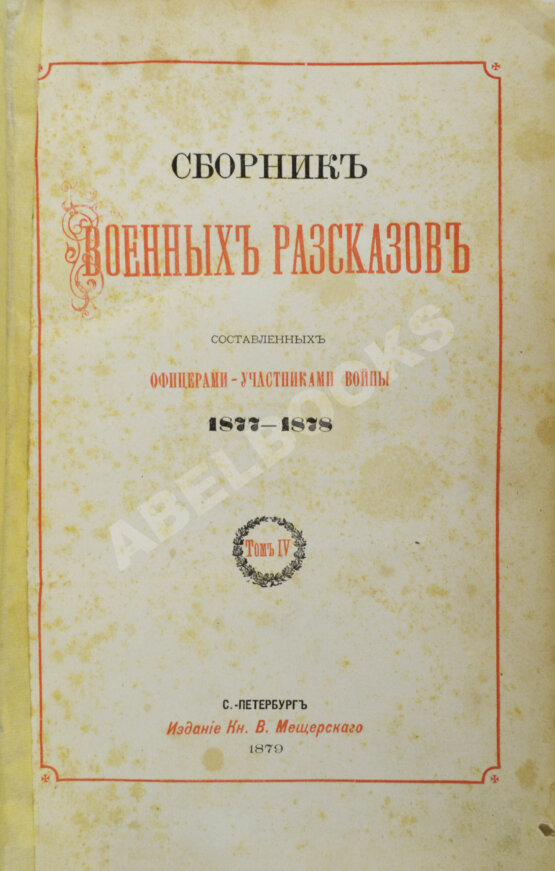 СБОРНИКЪ
ВОЕННЫХЪ РАЗСКАЗОВЪ
СОСТАВЛЕННЫХЪ
ОФИЦЕРАМИ-УЧАСТНИКАМИ ВОЙНЫ
1877—1878
Томъ IV
С.-ПЕТЕРБУРГЪ
Изданіе Кн. В. Мещерскаго
1879
ABELBOOKS